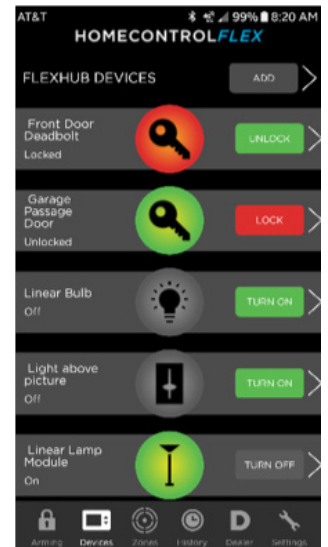 AT&T 99% 8:20 AM
HOMECONTROLFLEX
FLEXHUB DEVICES ADD
Front Door
Deadbolt
Locked
UNLOCK
Garage
Passage
Door
Unlocked
LOCK
Linear Bulb
Off
TURN ON
Light above
picture
Off
TURN ON
Linear Lamp
Module
On
TURN OFF
Arming Devices Zones History Dealer Settings